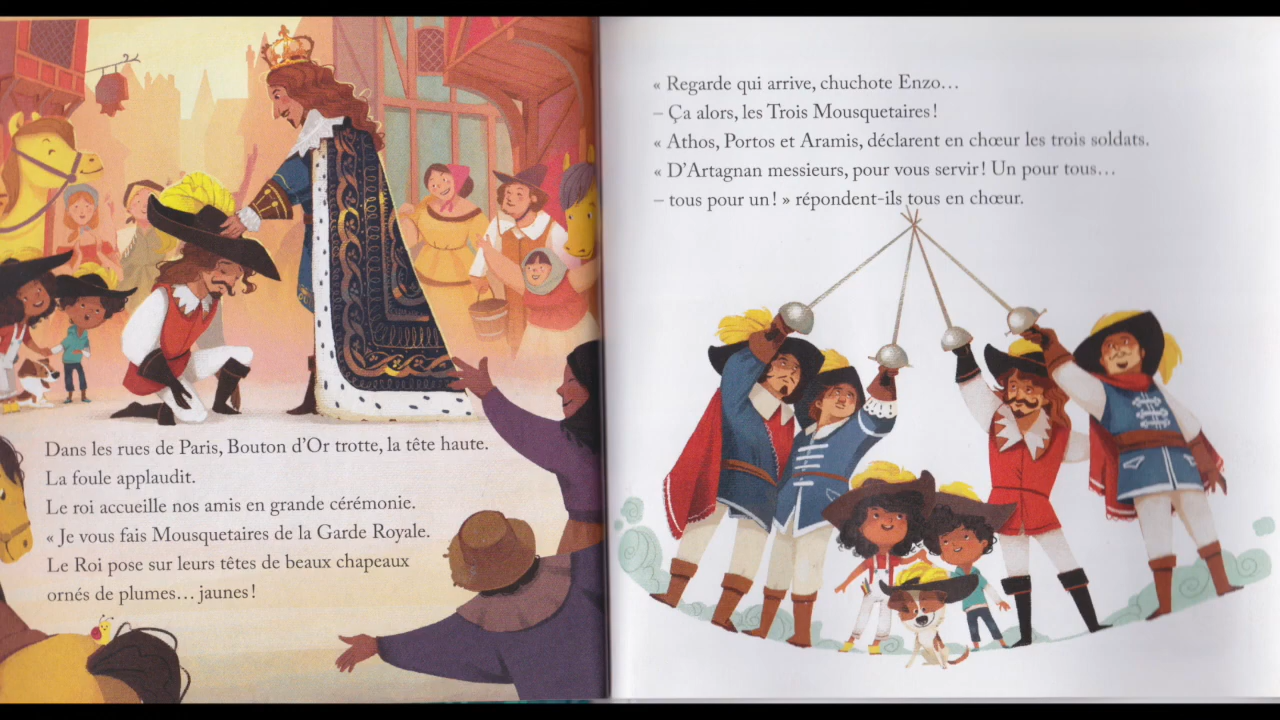 Dans les rues de Paris, Bouton d'Or trotte, la tête haute.
La foule applaudit.
Le roi accueille nos amis en grande cérémonie.
« Je vous fais Mousquetaires de la Garde Royale.
Le Roi pose sur leurs têtes de beaux chapeaux
ornés de plumes… jaunes !
« Regarde qui arrive, chuchote Enzo…
– Ça alors, les Trois Mousquetaires !
« Athos, Portos et Aramis, déclarent en chœur les trois soldats.
« D'Artagnan messieurs, pour vous servir ! Un pour tous…
– tous pour un ! » répondent-ils tous en chœur.